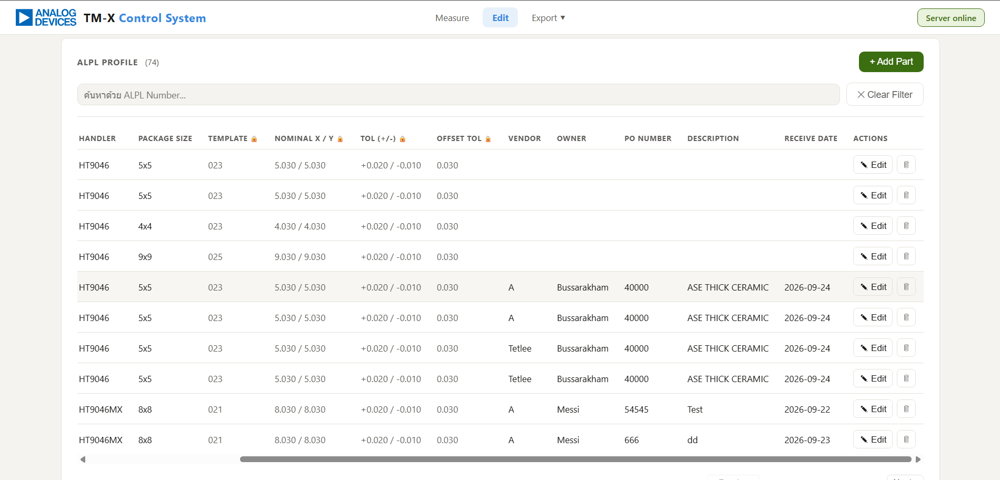 ANALOG
DEVICES
TM-X Control System
Measure
Edit
Export ▼
Server online
ALPL PROFILE (74)
+ Add Part
ค้นหาด้วย ALPL Number...
Clear Filter
HANDLER PACKAGE SIZE TEMPLATE NOMINAL X / Y TOL (+/-) OFFSET TOL VENDOR OWNER PO NUMBER DESCRIPTION RECEIVE DATE ACTIONS
HT9046 5x5 023 5.030 / 5.030 +0.020 / -0.010 0.030 Edit
HT9046 5x5 023 5.030 / 5.030 +0.020 / -0.010 0.030 Edit
HT9046 4x4 023 4.030 / 4.030 +0.020 / -0.010 0.030 Edit
HT9046 9x9 025 9.030 / 9.030 +0.020 / -0.010 0.030 Edit
HT9046 5x5 023 5.030 / 5.030 +0.020 / -0.010 0.030 A Bussarakham 40000 ASE THICK CERAMIC 2026-09-24 Edit
HT9046 5x5 023 5.030 / 5.030 +0.020 / -0.010 0.030 A Bussarakham 40000 ASE THICK CERAMIC 2026-09-24 Edit
HT9046 5x5 023 5.030 / 5.030 +0.020 / -0.010 0.030 Tetlee Bussarakham 40000 ASE THICK CERAMIC 2026-09-24 Edit
HT9046 5x5 023 5.030 / 5.030 +0.020 / -0.010 0.030 Tetlee Bussarakham 40000 ASE THICK CERAMIC 2026-09-24 Edit
HT9046MX 8x8 021 8.030 / 8.030 +0.020 / -0.010 0.030 A Messi 54545 Test 2026-09-22 Edit
HT9046MX 8x8 021 8.030 / 8.030 +0.020 / -0.010 0.030 A Messi 666 dd 2026-09-23 Edit